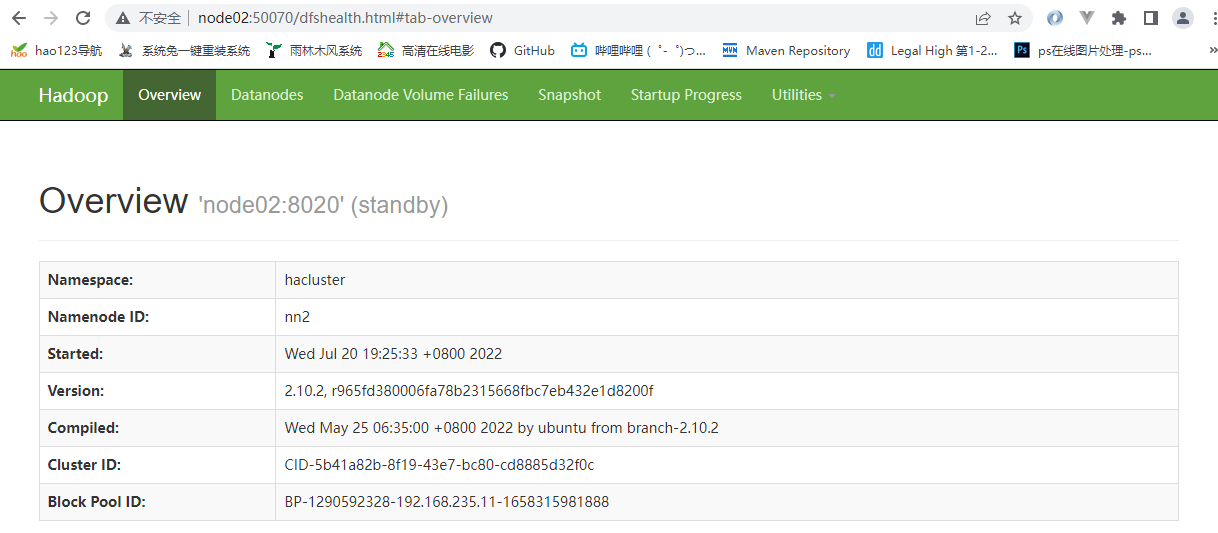 不安全 node02:50070/dfshealth.html#tab-overview
hao123导航 系统兔一键重装系统 雨林木风系统 2345 高清在线电影 GitHub 哔哩哔哩 (゜-゜)つ... MVN Maven Repository dd Legal High 第1-2... Ps ps在线图片处理-ps... »
Hadoop Overview Datanodes Datanode Volume Failures Snapshot Startup Progress Utilities
Overview 'node02:8020' (standby)
Namespace: hacluster
Namenode ID: nn2
Started: Wed Jul 20 19:25:33 +0800 2022
Version: 2.10.2, r965fd380006fa78b2315668fbc7eb432e1d8200f
Compiled: Wed May 25 06:35:00 +0800 2022 by ubuntu from branch-2.10.2
Cluster ID: CID-5b41a82b-8f19-43e7-bc80-cd8885d32f0c
Block Pool ID: BP-1290592328-192.168.235.11-1658315981888